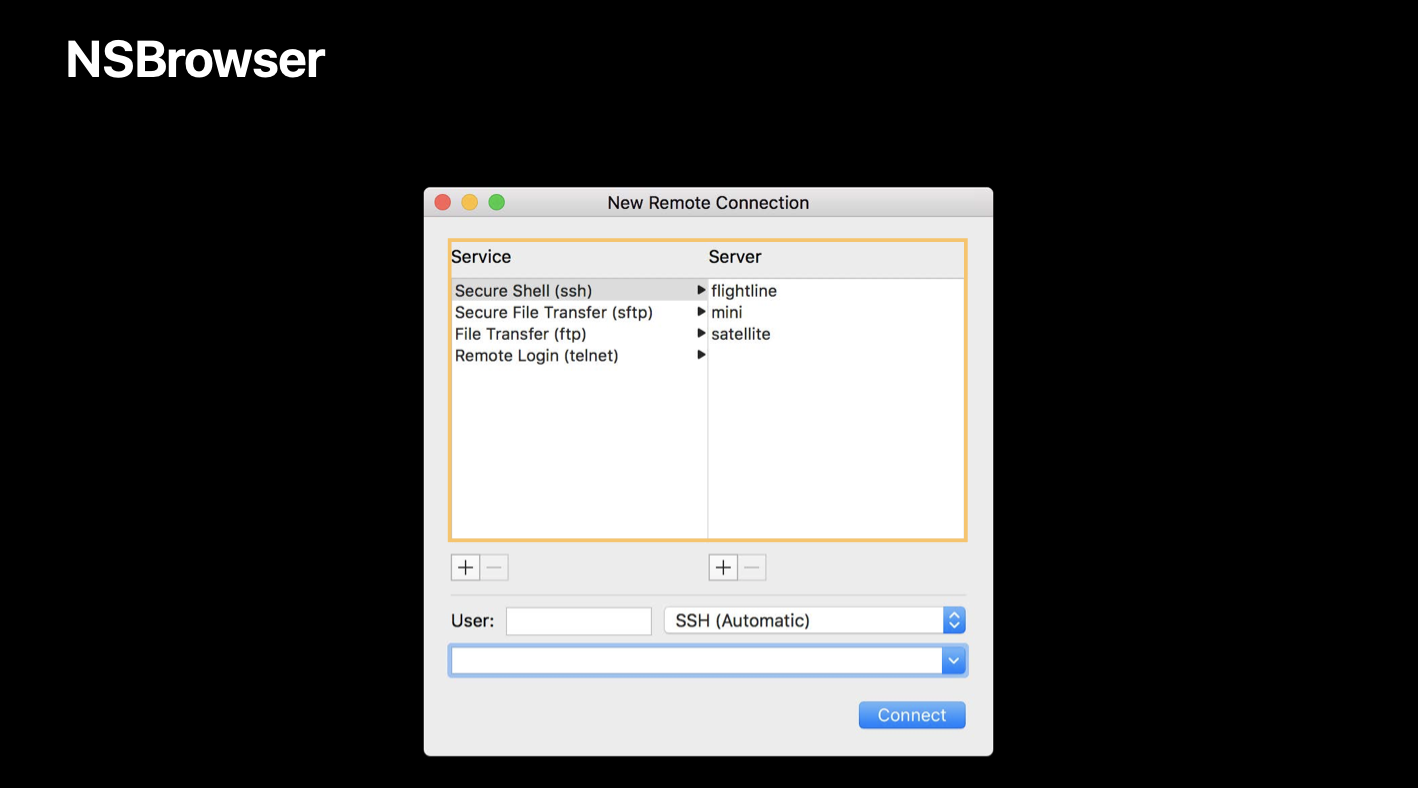 NSBrowser
New Remote Connection
Service Server
Secure Shell (ssh) flightline
Secure File Transfer (sftp) mini
File Transfer (ftp) satellite
Remote Login (telnet)
User: SSH (Automatic)
Connect